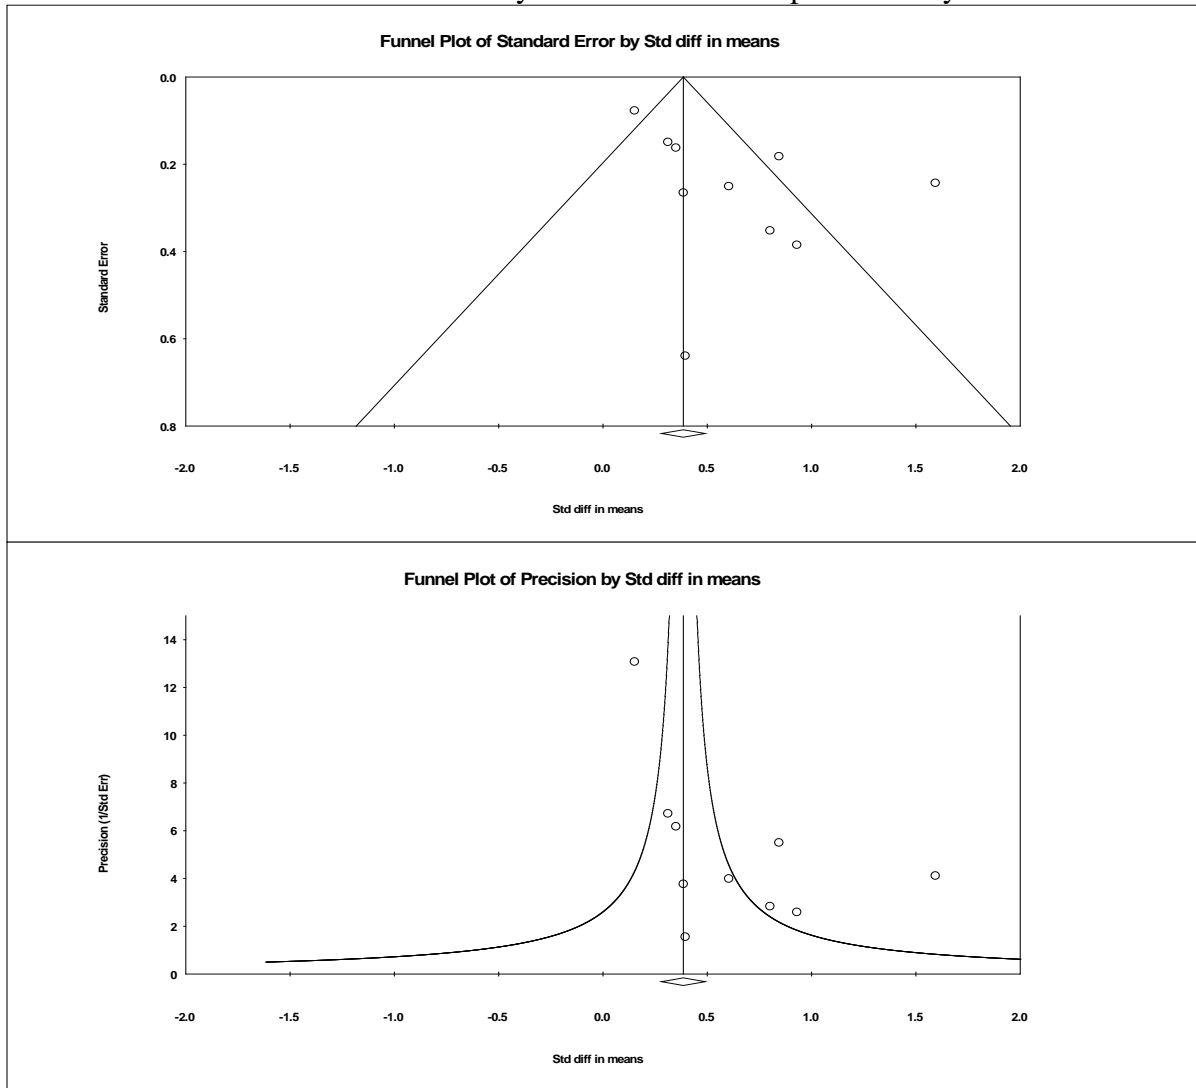 Funnel Plot of Standard Error by Std diff in means
0.0
0.2
0.4
0.6
0.8
Standard Error
-2.0 -1.5 -1.0 -0.5 0.0 0.5 1.0 1.5 2.0
Std diff in means
Funnel Plot of Precision by Std diff in means
14
12
10
8
6
4
2
0
Precision (1/Std Err)
-2.0 -1.5 -1.0 -0.5 0.0 0.5 1.0 1.5 2.0
Std diff in means